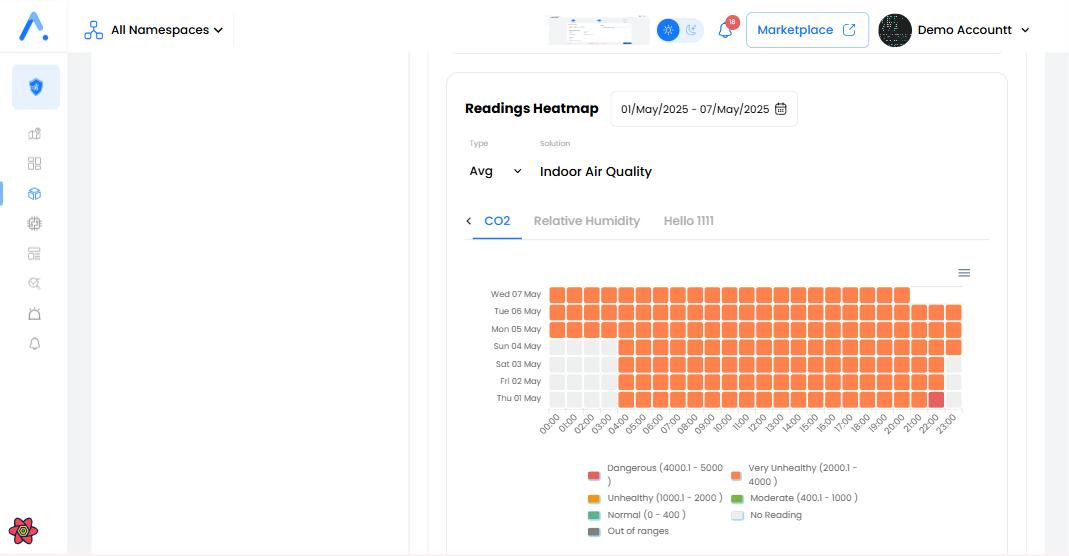 All Namespaces
18
Marketplace
Demo Accountt
Readings Heatmap
01/May/2025 - 07/May/2025
Type
Solution
Avg
Indoor Air Quality
CO2
Relative Humidity
Hello 1111
Wed 07 May
Tue 06 May
Mon 05 May
Sun 04 May
Sat 03 May
Fri 02 May
Thu 01 May
00:00
01:00
02:00
03:00
04:00
05:00
06:00
07:00
08:00
09:00
10:00
11:00
12:00
13:00
14:00
15:00
16:00
17:00
18:00
19:00
20:00
21:00
22:00
23:00
Dangerous (4000.1 - 5000
)
Very Unhealthy (2000.1 -
4000 )
Unhealthy (1000.1 - 2000 )
Moderate (400.1 - 1000 )
Normal (0 - 400 )
No Reading
Out of ranges